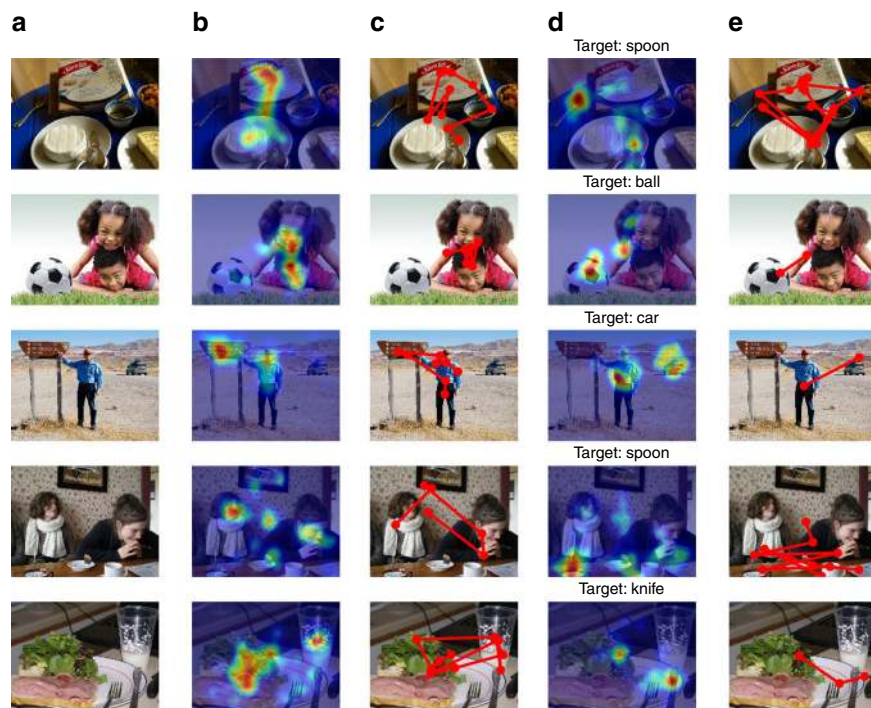 a b c d e
Target: spoon
Target: ball
Target: car
Target: spoon
Target: knife